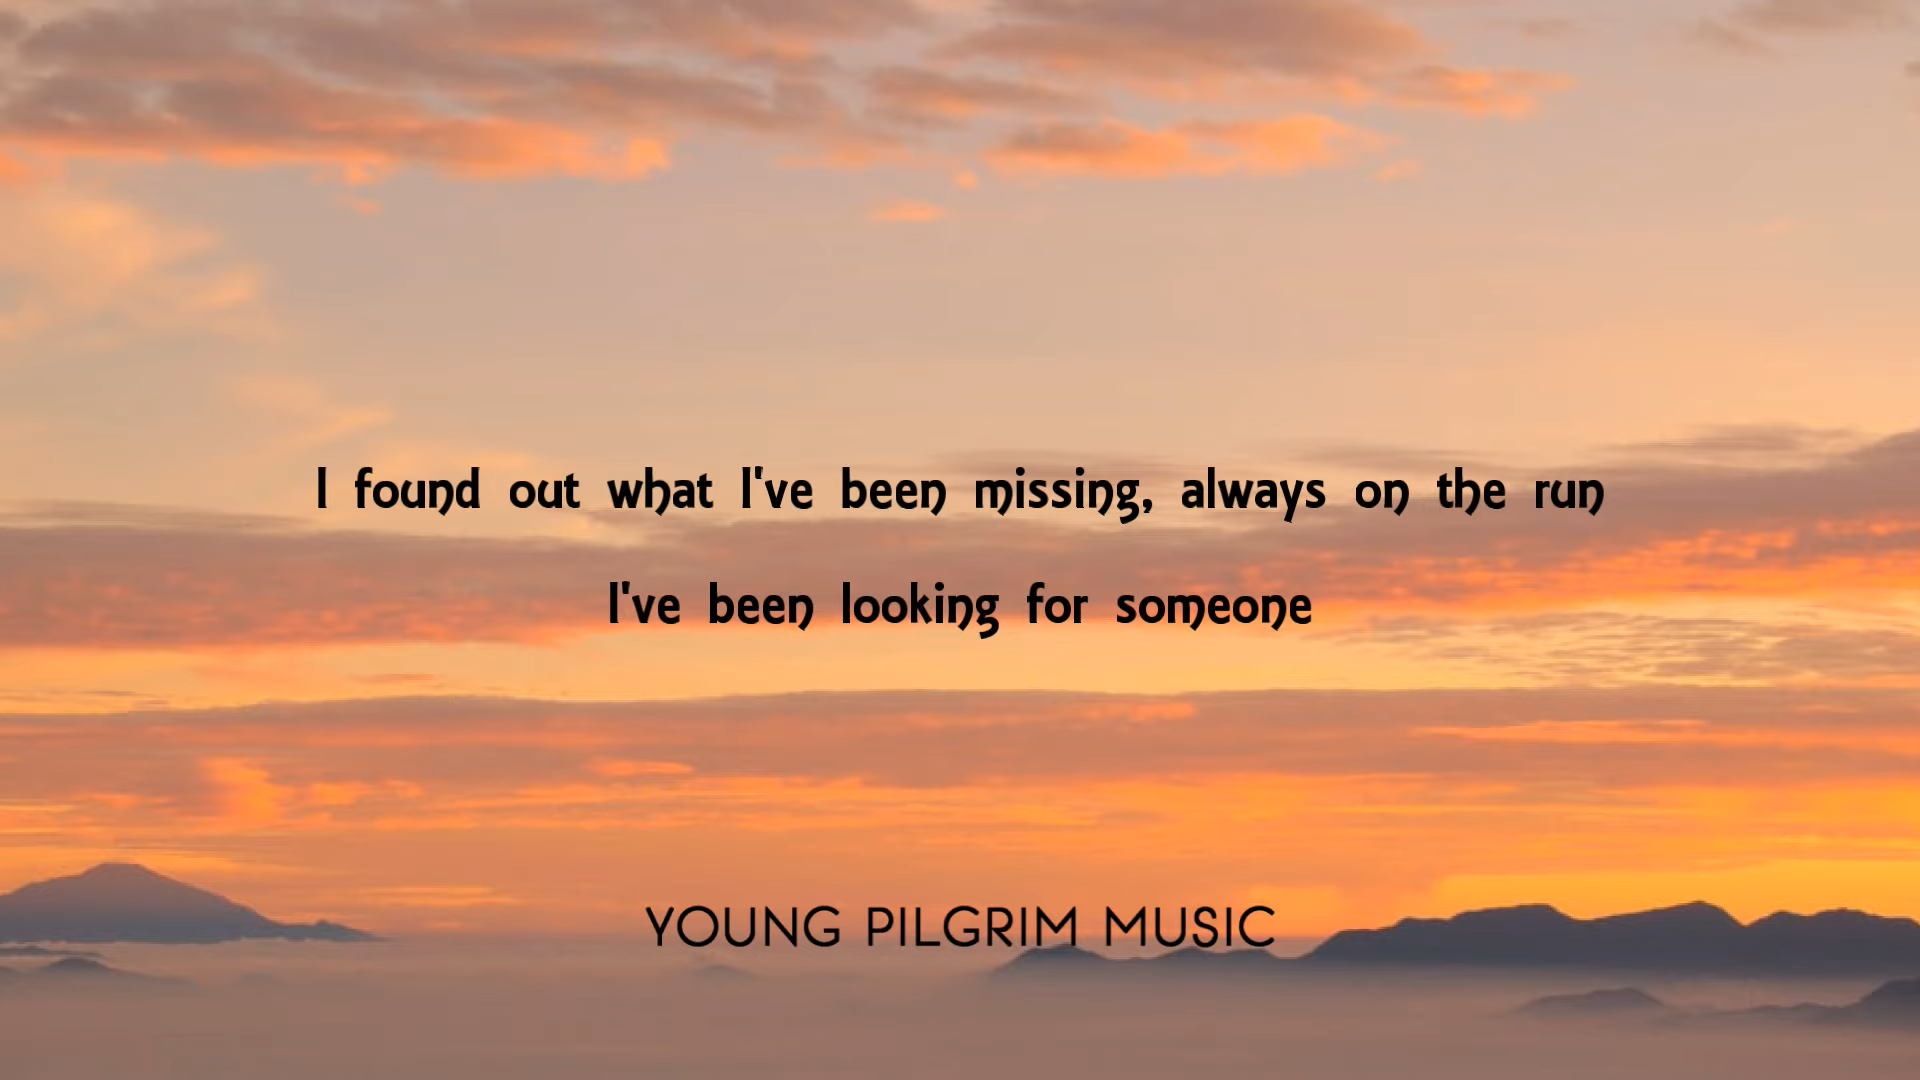 I found out what I've been missing, always on the run
I've been looking for someone
YOUNG PILGRIM MUSIC